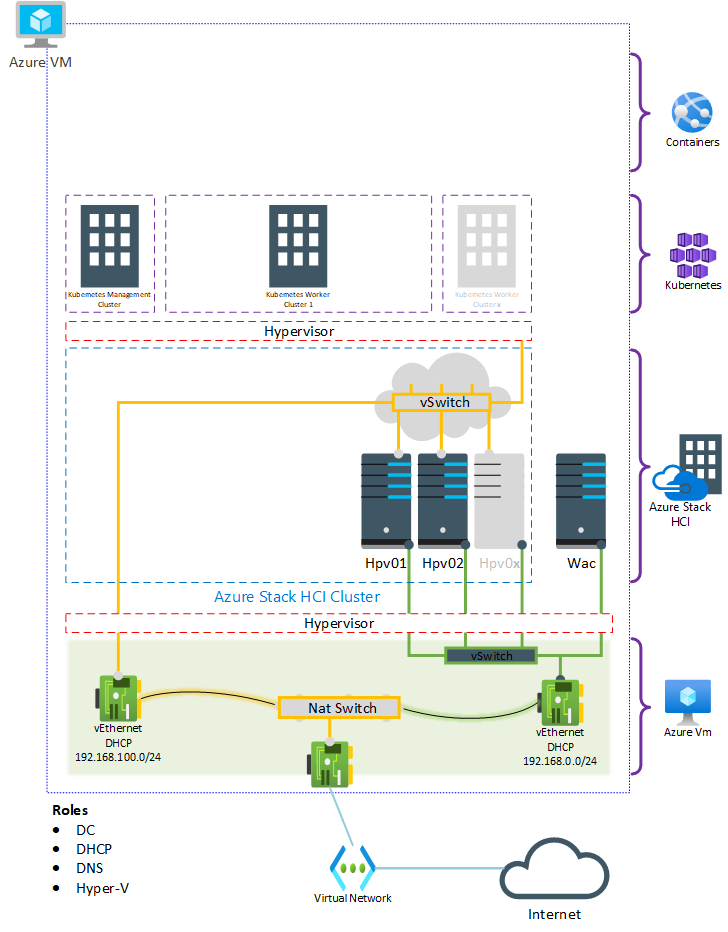 Azure VM
Containers
Kubernetes Management
Cluster
Kubernetes Worker
Cluster 1
Kubernetes Worker
Cluster x
Kubernetes
Hypervisor
vSwitch
Hpv01
Hpv02
Hpv0x
Wac
Azure Stack
HCI
Azure Stack HCI Cluster
Hypervisor
vSwitch
Nat Switch
vEthernet
DHCP
192.168.100.0/24
vEthernet
DHCP
192.168.0.0/24
Azure Vm
Roles
• DC
• DHCP
• DNS
• Hyper-V
Virtual Network
Internet